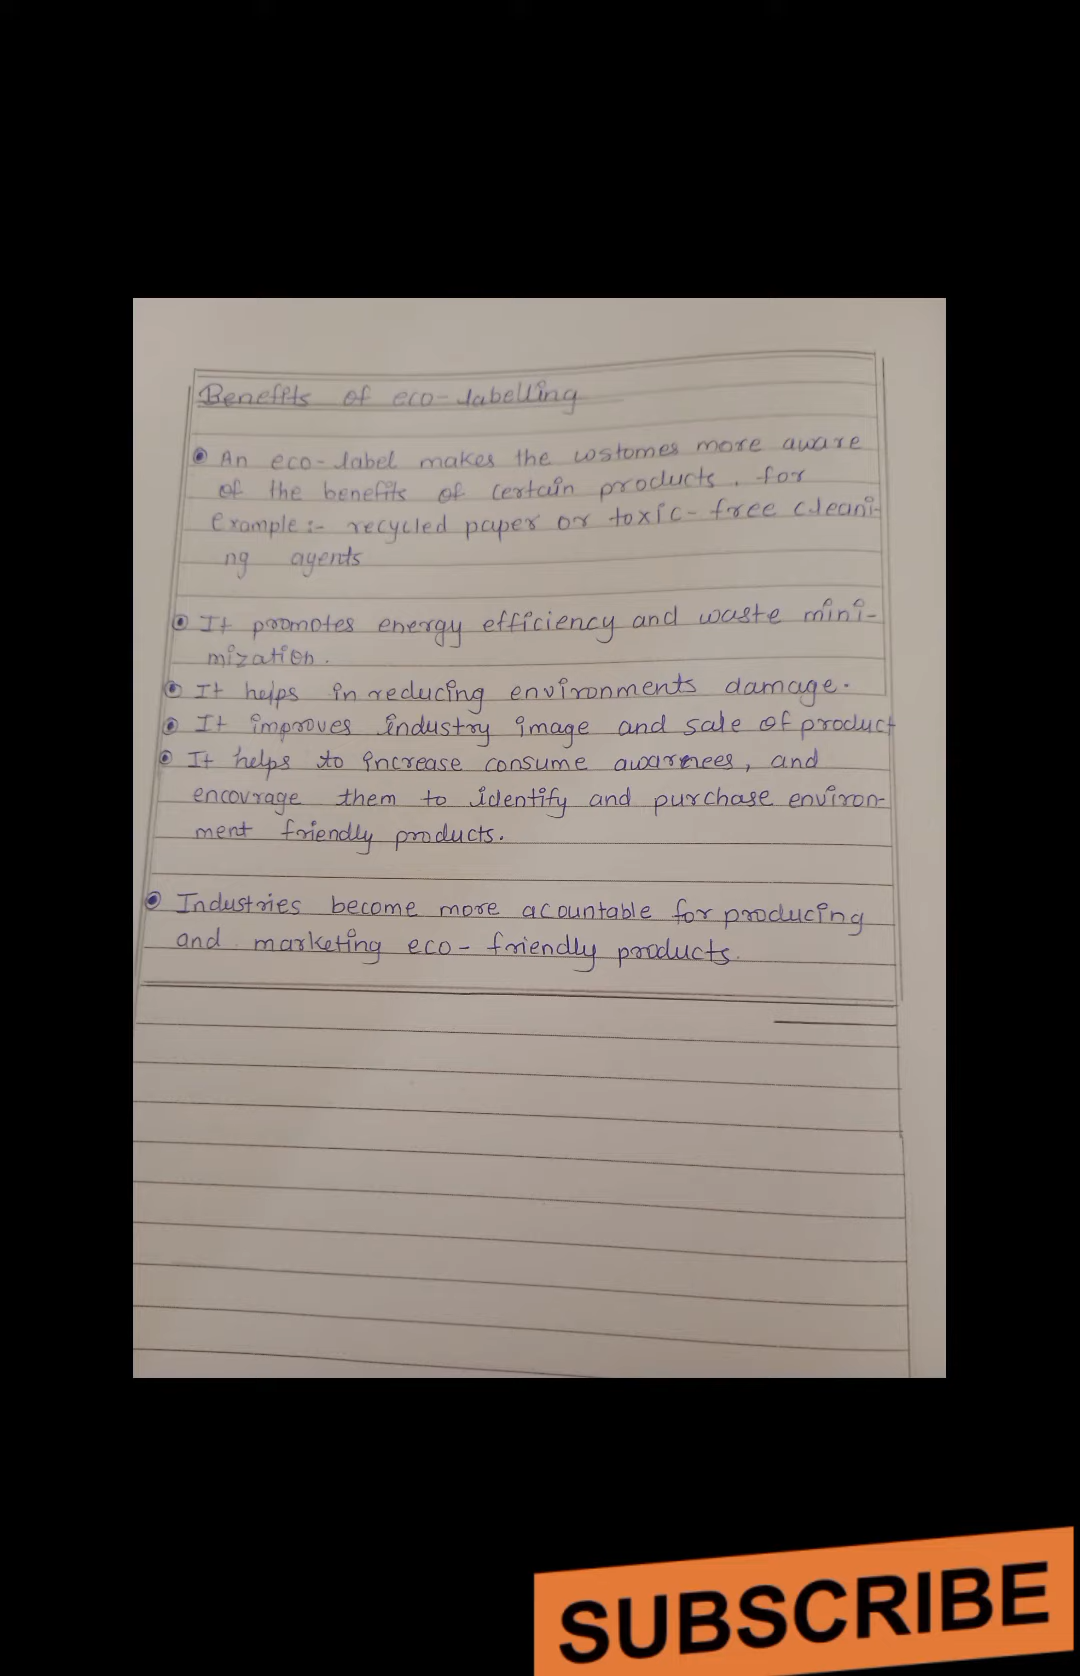 Benefits of eco-labelling
An eco-label makes the costomes more aware
of the benefits of certain products. for
Example :- recycled paper or toxic-free cleani-
ng agents
It promotes energy efficiency and waste mini-
mization.
It helps in reducing environments damage.
It improves industry image and sale of product
It helps to increase consume awarnees, and
encourage them to identify and purchase environ-
ment friendly products.
Industries become more acountable for producing
and marketing eco-friendly products.
SUBSCRIBE